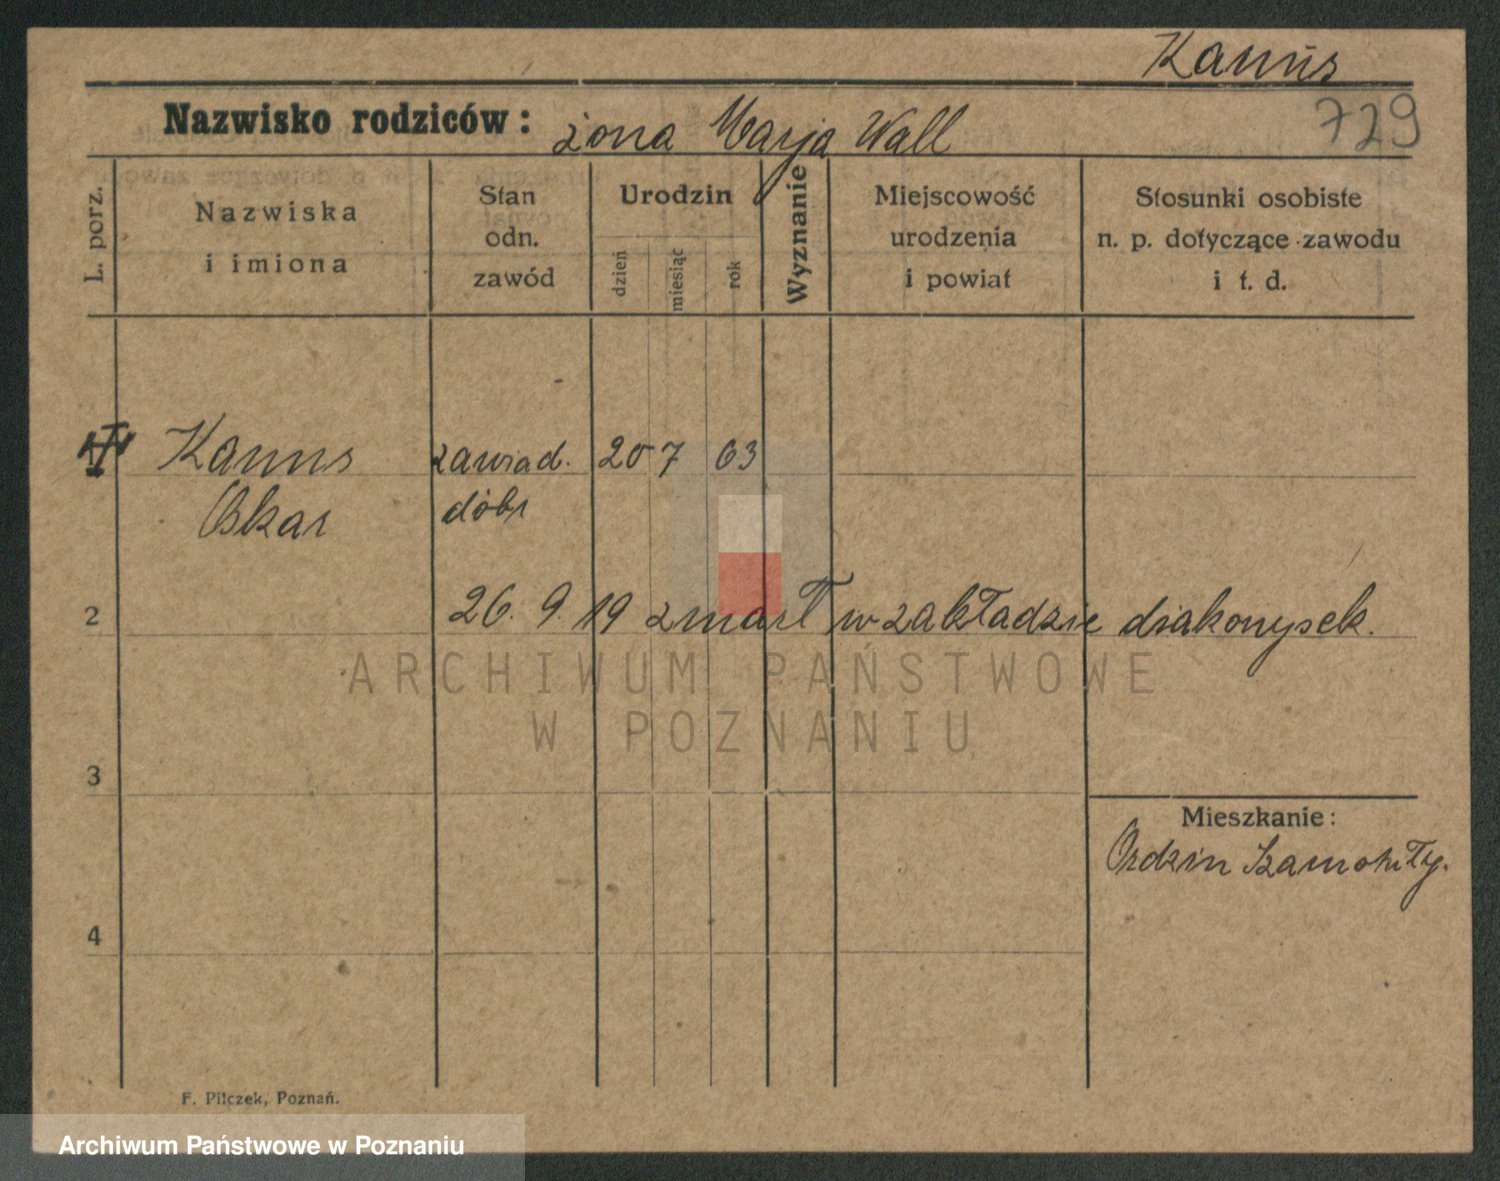 Kanus
729
Nazwisko rodziców: żona Marja Wall
L. porz.
Nazwiska
i imiona
Stan
odn.
zawód
Urodzin
dzień
miesiąc
rok
Wyznanie
Miejscowość
urodzenia
i powiat
Stosunki osobiste
n. p. dotyczące zawodu
i t. d.
Kanus zawiad. 20 7 63
Oskar dóbr
2 26. 9. 19 zmarł w zakładzie diakonysek.
ARCHIWUM PAŃSTWOWE
W POZNANIU
3
Mieszkanie:
Ordzin Szamotuły.
4
F. Pilczek, Poznań.
Archiwum Państwowe w Poznaniu